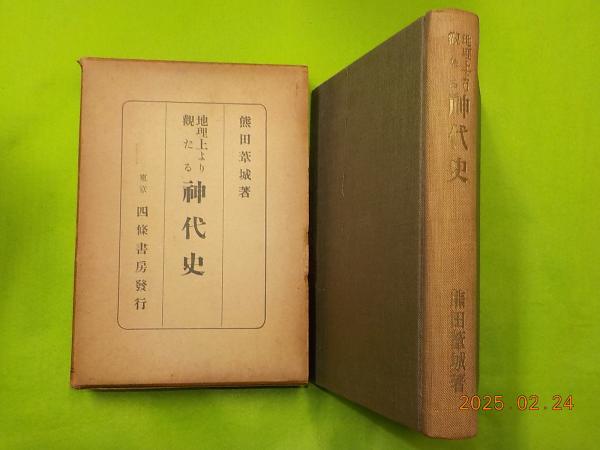 熊田葦城著
地理上より
觀たる
神代史
東京 四條書房發行
地理上より
觀たる
神代史
熊田葦城著
2025.02.24